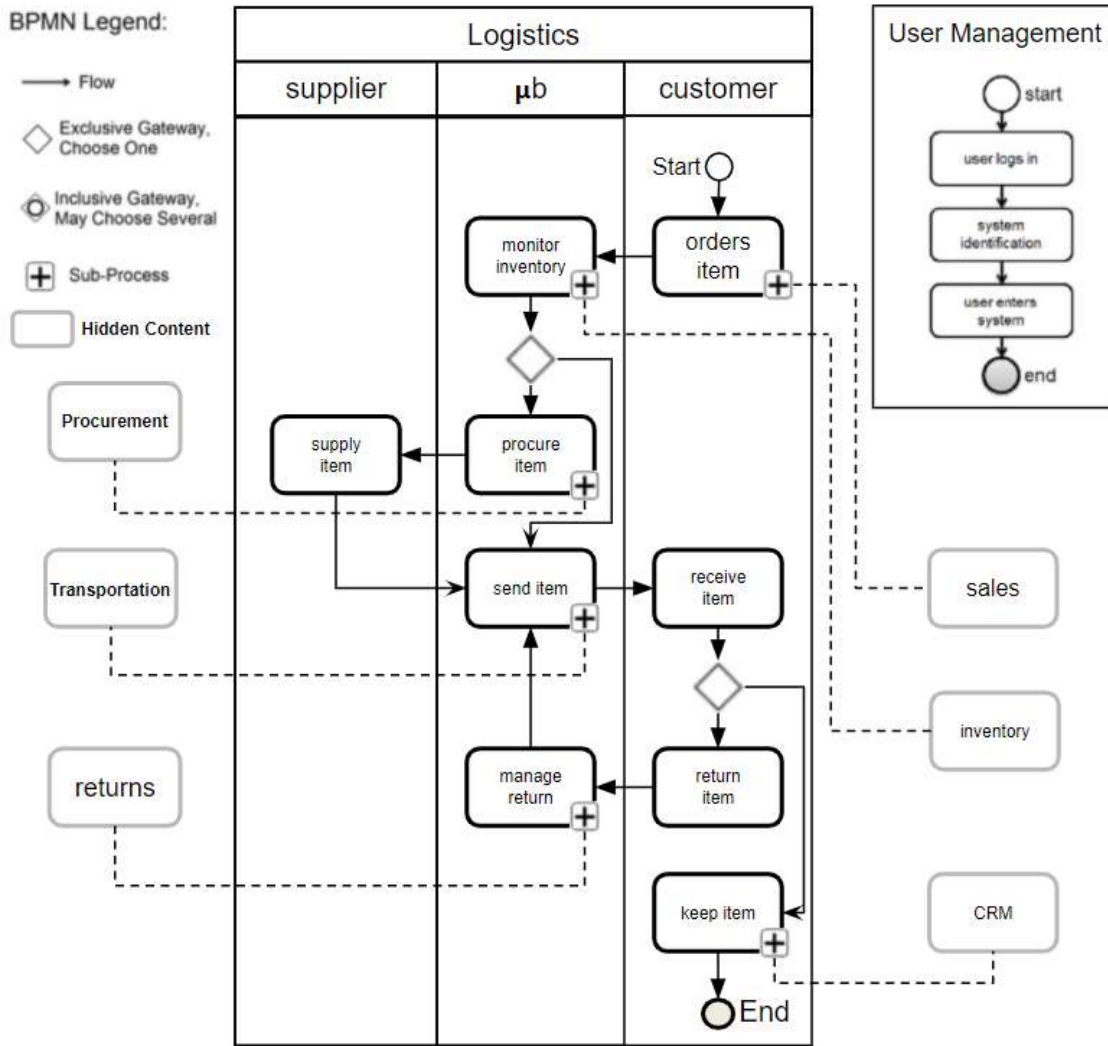 BPMN Legend:
Flow
Exclusive Gateway,
Choose One
Inclusive Gateway,
May Choose Several
Sub-Process
Hidden Content
Procurement
Transportation
returns
Logistics
supplier
μb
customer
Start
orders
item
monitor
inventory
procure
item
supply
item
send item
receive
item
return
item
manage
return
keep item
End
User Management
start
user logs in
system
identification
user enters
system
end
sales
inventory
CRM